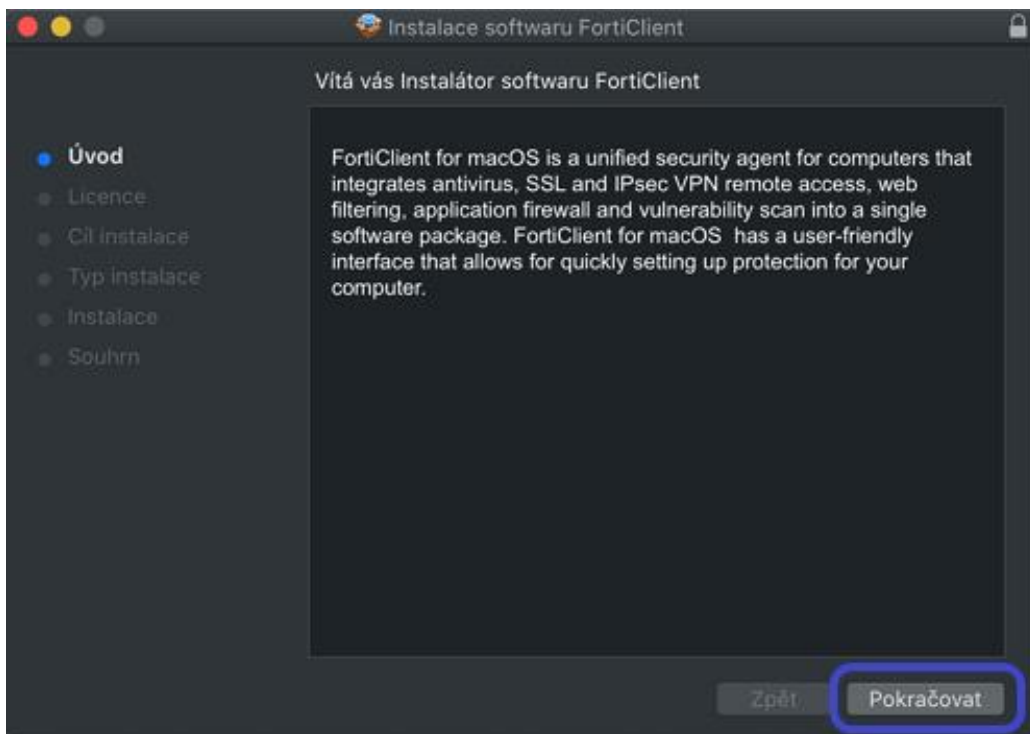 Instalace softwaru FortiClient
Vítá vás Instalátor softwaru FortiClient
Úvod
Licence
Cíl instalace
Typ instalace
Instalace
Souhrn
FortiClient for macOS is a unified security agent for computers that
integrates antivirus, SSL and IPsec VPN remote access, web
filtering, application firewall and vulnerability scan into a single
software package. FortiClient for macOS  has a user-friendly
interface that allows for quickly setting up protection for your
computer.
Zpět
Pokračovat